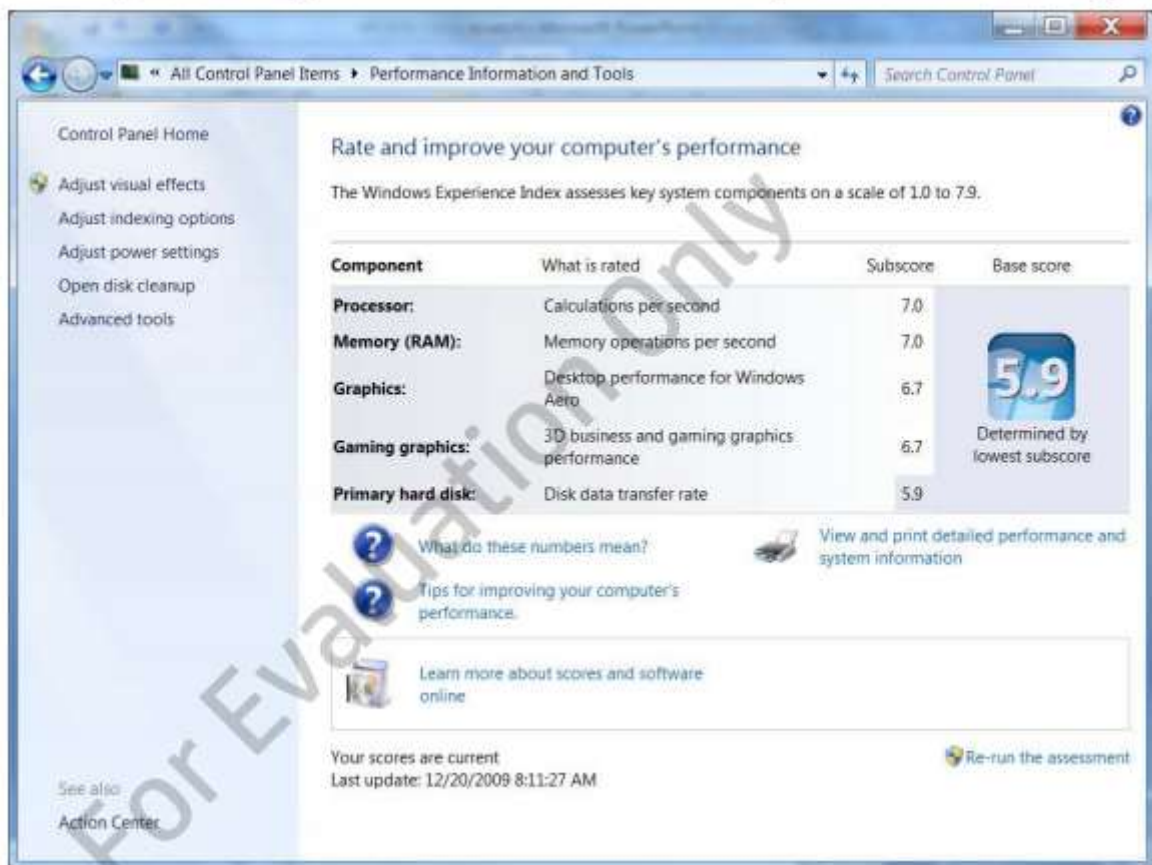 « All Control Panel Items ▸ Performance Information and Tools
Search Control Panel
Control Panel Home
Adjust visual effects
Adjust indexing options
Adjust power settings
Open disk cleanup
Advanced tools
See also
Action Center
Rate and improve your computer's performance
The Windows Experience Index assesses key system components on a scale of 1.0 to 7.9.
Component What is rated Subscore Base score
Processor: Calculations per second 7.0
Memory (RAM): Memory operations per second 7.0
Graphics: Desktop performance for Windows
Aero 6.7
Gaming graphics: 3D business and gaming graphics
performance 6.7
Primary hard disk: Disk data transfer rate 5.9
5.9
Determined by
lowest subscore
What do these numbers mean?
View and print detailed performance and
system information
Tips for improving your computer's
performance.
Learn more about scores and software
online
Your scores are current
Last update: 12/20/2009 8:11:27 AM
Re-run the assessment
For Evaluation Only